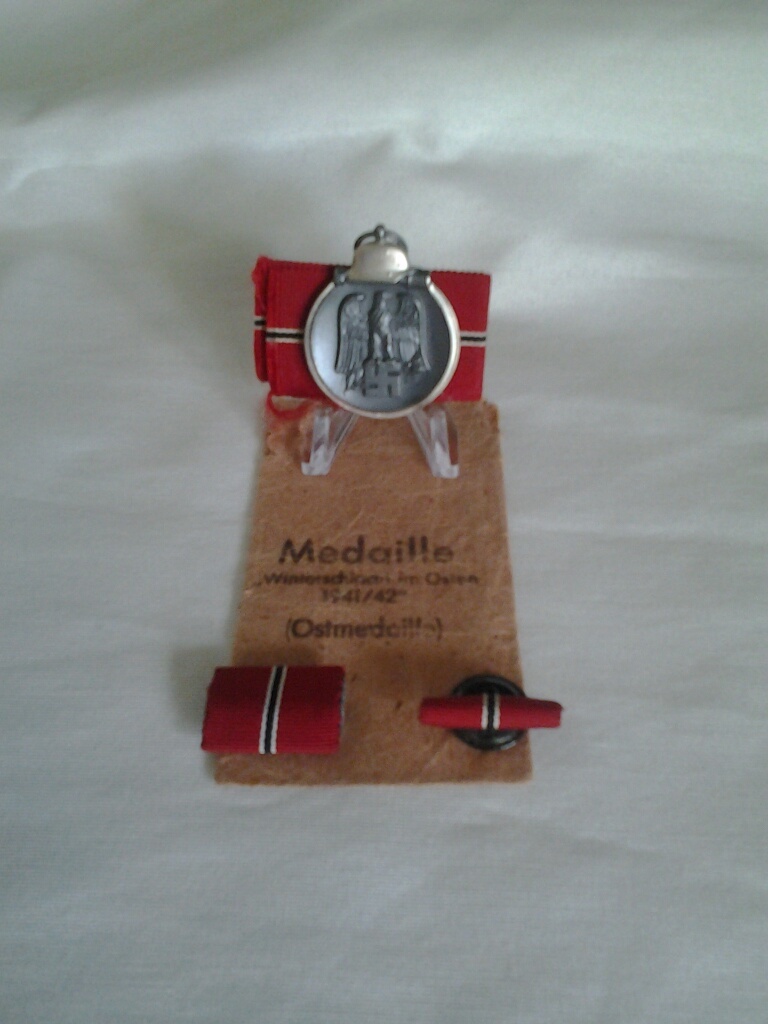 Medaille
„Winterschlacht im Osten
1941/42"
(Ostmedaille)